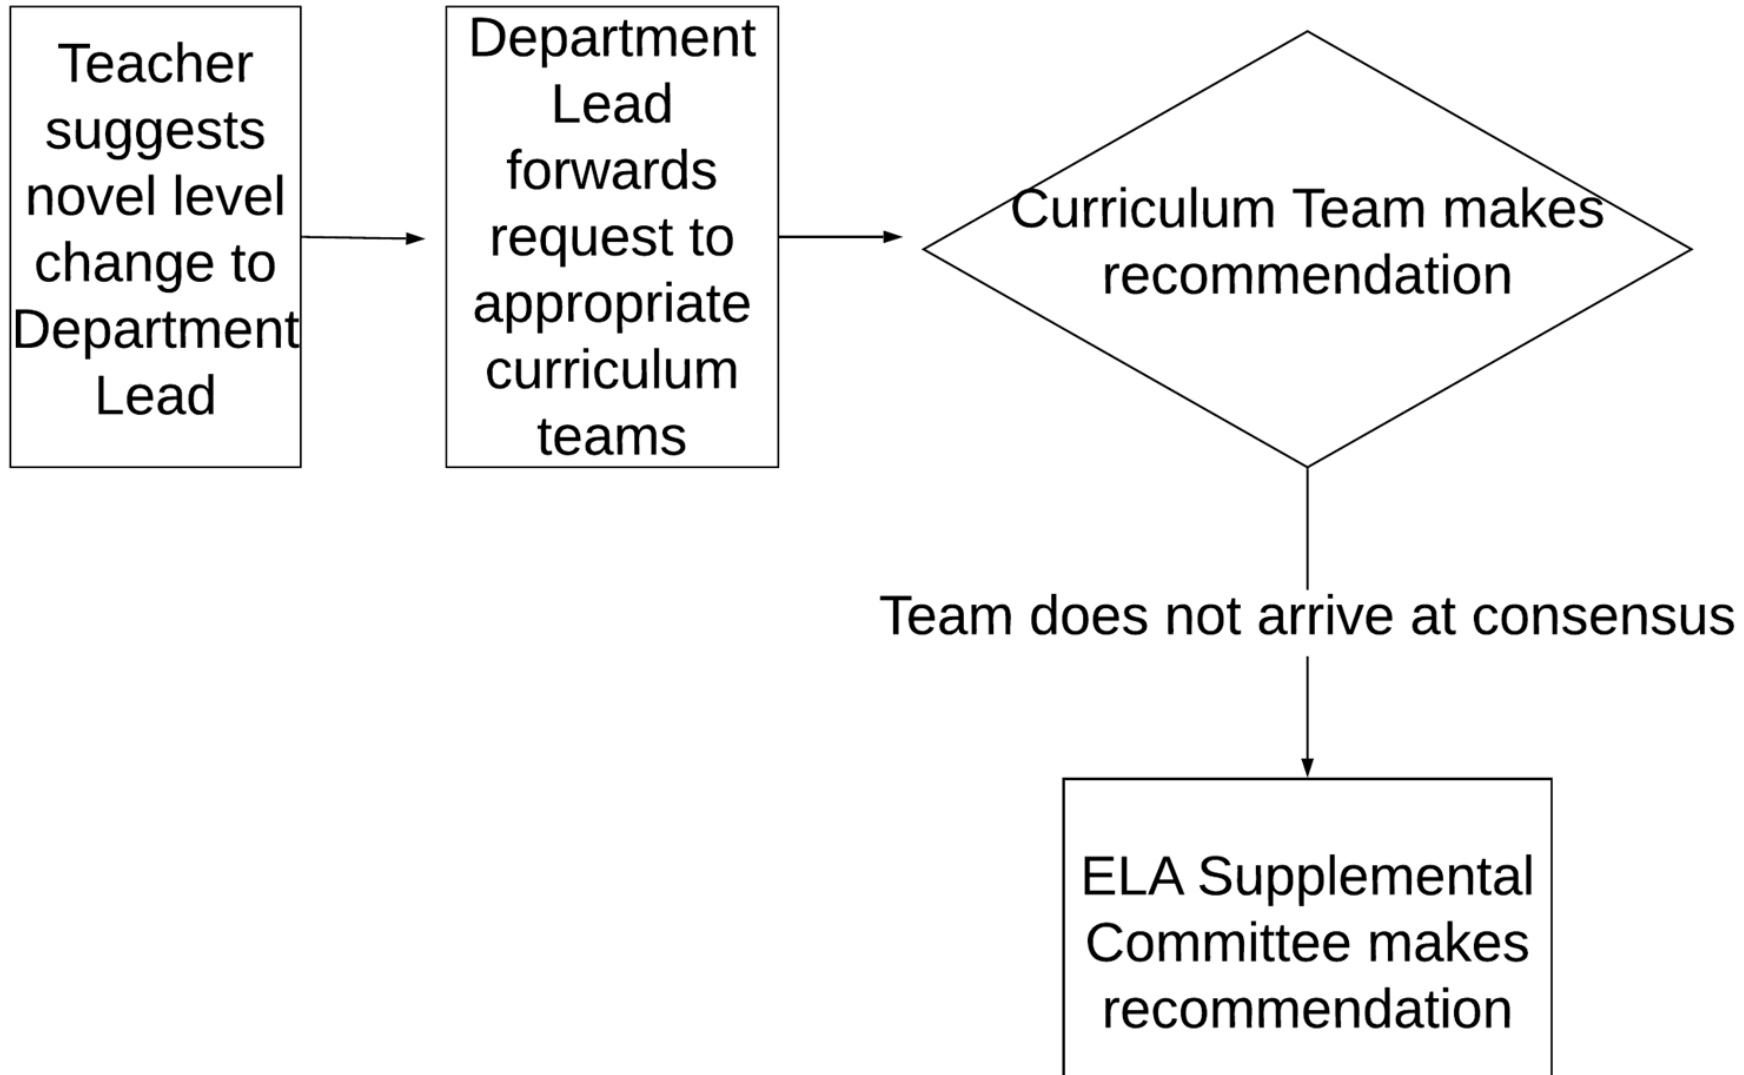 Teacher
suggests
novel level
change to
Department
Lead
Department
Lead
forwards
request to
appropriate
curriculum
teams
Curriculum Team makes
recommendation
Team does not arrive at consensus
ELA Supplemental
Committee makes
recommendation